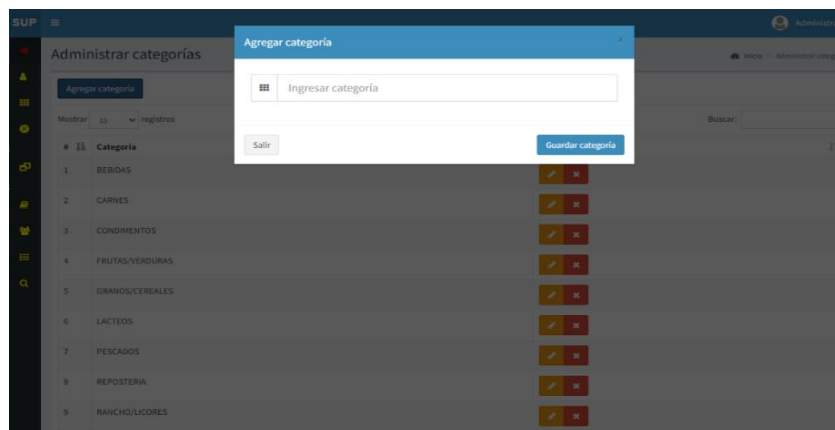 SUP
Administr
Administrar categorías
Inicio
Administrar categ
Agregar categoría
Agregar categoría
×
Ingresar categoría
Salir
Guardar categoría
Mostrar 10 registros
Buscar:
# Categoria
1 BEBIDAS
2 CARNES
3 CONDIMENTOS
4 FRUTAS/VERDURAS
5 GRANOS/CEREALES
6 LACTEOS
7 PESCADOS
8 REPOSTERIA
9 RANCHO/LICORES